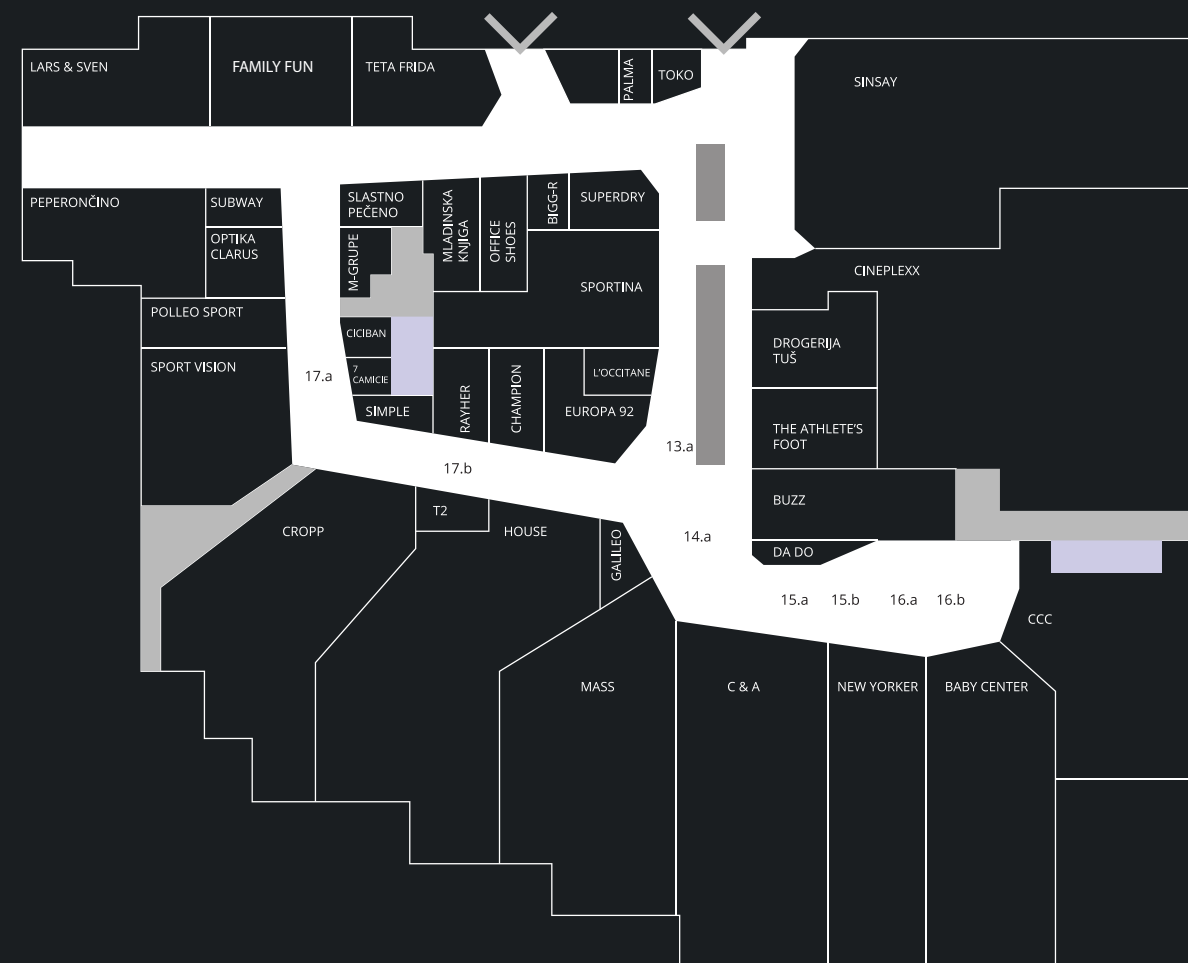 LARS & SVEN
FAMILY FUN
TETA FRIDA
PALMA
TOKO
SINSAY
PEPERONČINO
SUBWAY
OPTIKA
CLARUS
SLASTNO
PEČENO
M-GRUPE
MLADINSKA
KNJIGA
OFFICE
SHOES
BIGG-R
SUPERDRY
SPORTINA
CINEPLEXX
POLLEO SPORT
CICIBAN
DROGERIJA
TUŠ
SPORT VISION
17.a
7
CAMICIE
L'OCCITANE
SIMPLE
RAYHER
CHAMPION
EUROPA 92
THE ATHLETE'S
FOOT
13.a
17.b
BUZZ
T2
CROPP
HOUSE
GALILEO
14.a
DA DO
15.a
15.b
16.a
16.b
CCC
MASS
C & A
NEW YORKER
BABY CENTER